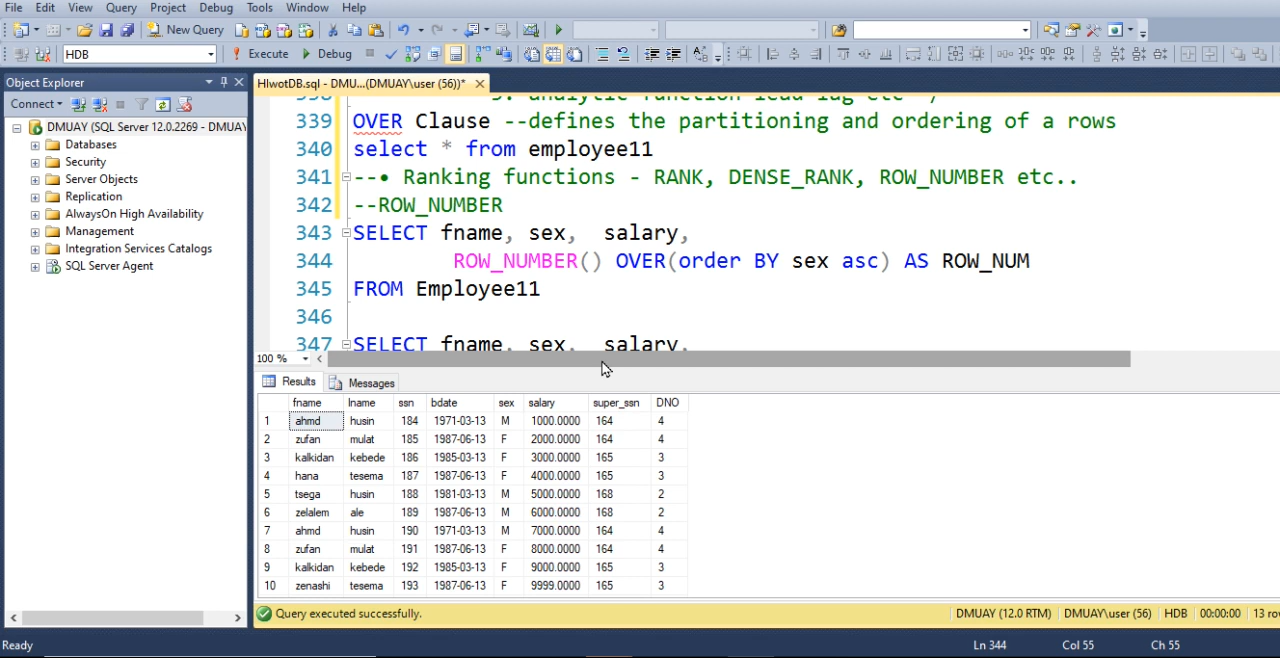 File Edit View Query Project Debug Tools Window Help
New Query
HDB Execute Debug
Object Explorer
Connect
DMUAY (SQL Server 12.0.2269 - DMUAY
Databases
Security
Server Objects
Replication
AlwaysOn High Availability
Management
Integration Services Catalogs
SQL Server Agent
HlwotDB.sql - DMU...(DMUAY\user (56))*
338 3. analytic function lead lag etc */
339 OVER Clause --defines the partitioning and ordering of a rows
340 select * from employee11
341 --• Ranking functions - RANK, DENSE_RANK, ROW_NUMBER etc..
342 --ROW_NUMBER
343 SELECT fname, sex, salary,
344 ROW_NUMBER() OVER(order BY sex asc) AS ROW_NUM
345 FROM Employee11
346
347 SELECT fname, sex, salary,
100 %
Results Messages
fname lname ssn bdate sex salary super_ssn DNO
1 ahmd husin 184 1971-03-13 M 1000.0000 164 4
2 zufan mulat 185 1987-06-13 F 2000.0000 164 4
3 kalkidan kebede 186 1985-03-13 F 3000.0000 165 3
4 hana tesema 187 1987-06-13 F 4000.0000 165 3
5 tsega husin 188 1981-03-13 M 5000.0000 168 2
6 zelalem ale 189 1987-06-13 M 6000.0000 168 2
7 ahmd husin 190 1971-03-13 M 7000.0000 164 4
8 zufan mulat 191 1987-06-13 F 8000.0000 164 4
9 kalkidan kebede 192 1985-03-13 F 9000.0000 165 3
10 zenashi tesema 193 1987-06-13 F 9999.0000 165 3
Query executed successfully. DMUAY (12.0 RTM) DMUAY\user (56) HDB 00:00:00 13 ro
Ready Ln 344 Col 55 Ch 55